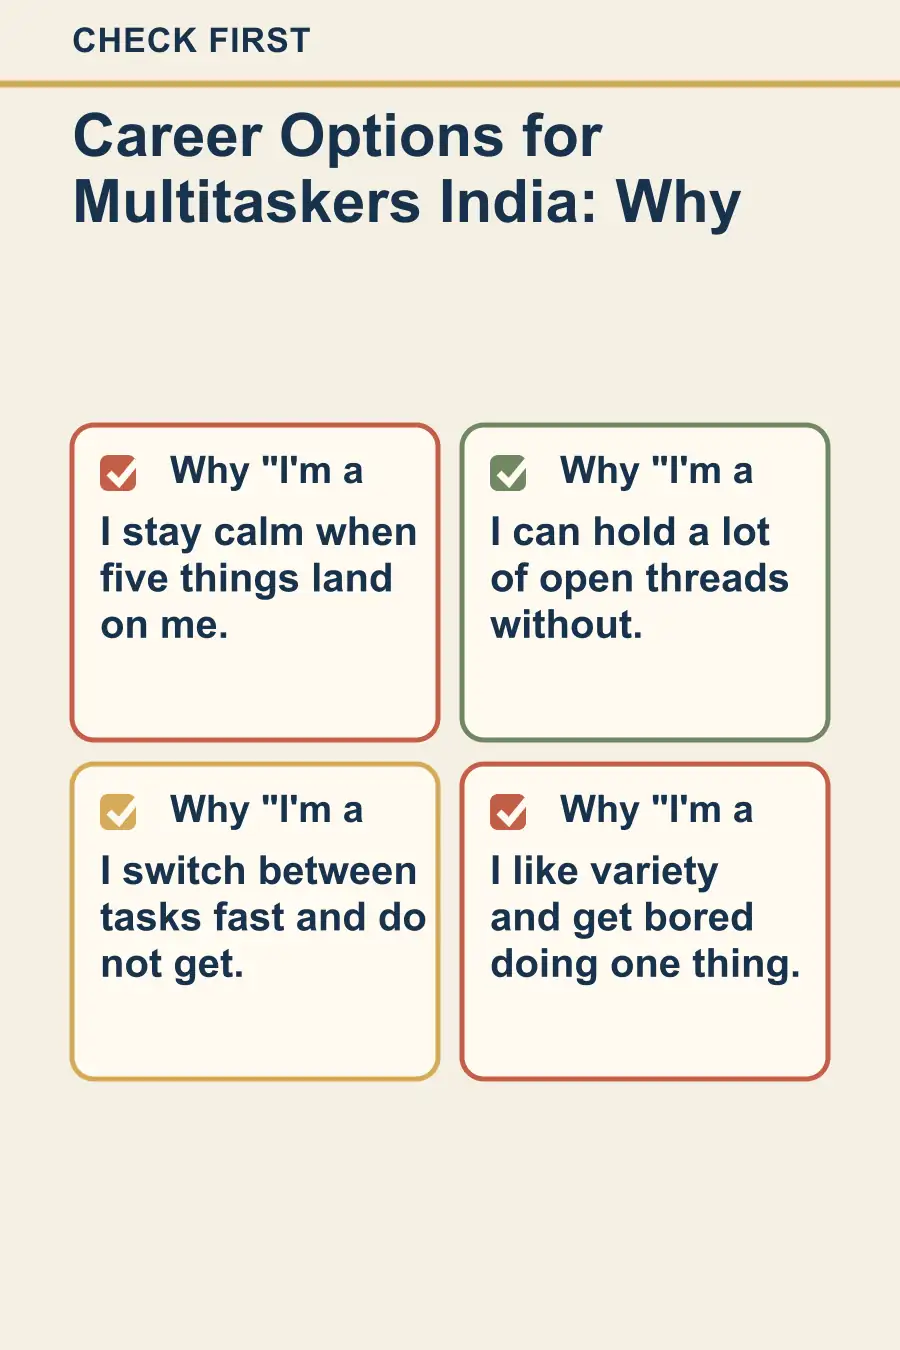 CHECK FIRST
Career Options for
Multitaskers India: Why
Why "I'm a
I stay calm when
five things land
on me.
Why "I'm a
I can hold a lot
of open threads
without.
Why "I'm a
I switch between
tasks fast and do
not get.
Why "I'm a
I like variety
and get bored
doing one thing.